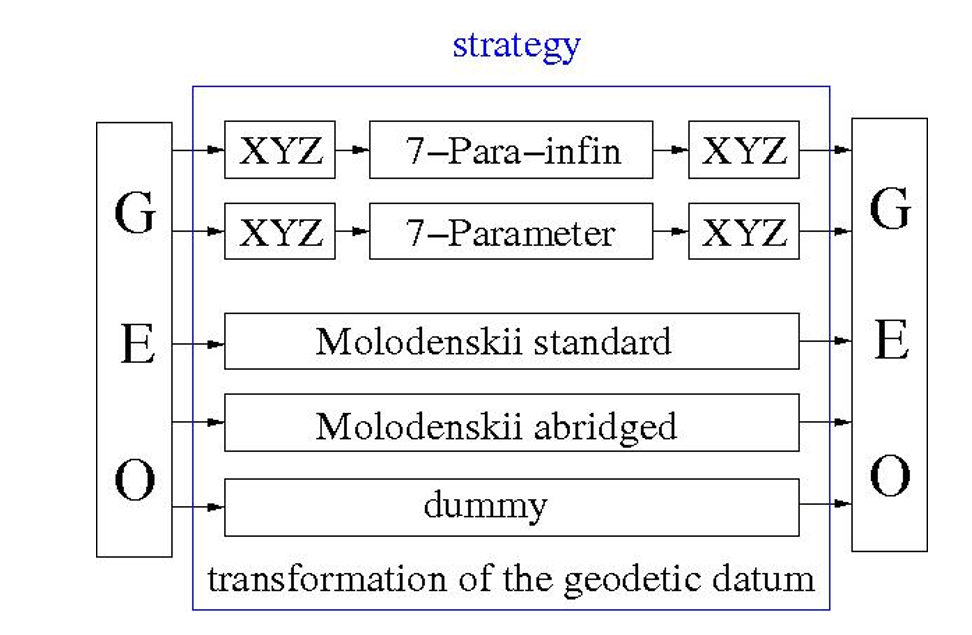 strategy
G
E
O
XYZ
7–Para–infin
XYZ
XYZ
7–Parameter
XYZ
Molodenskii standard
Molodenskii abridged
dummy
transformation of the geodetic datum
G
E
O